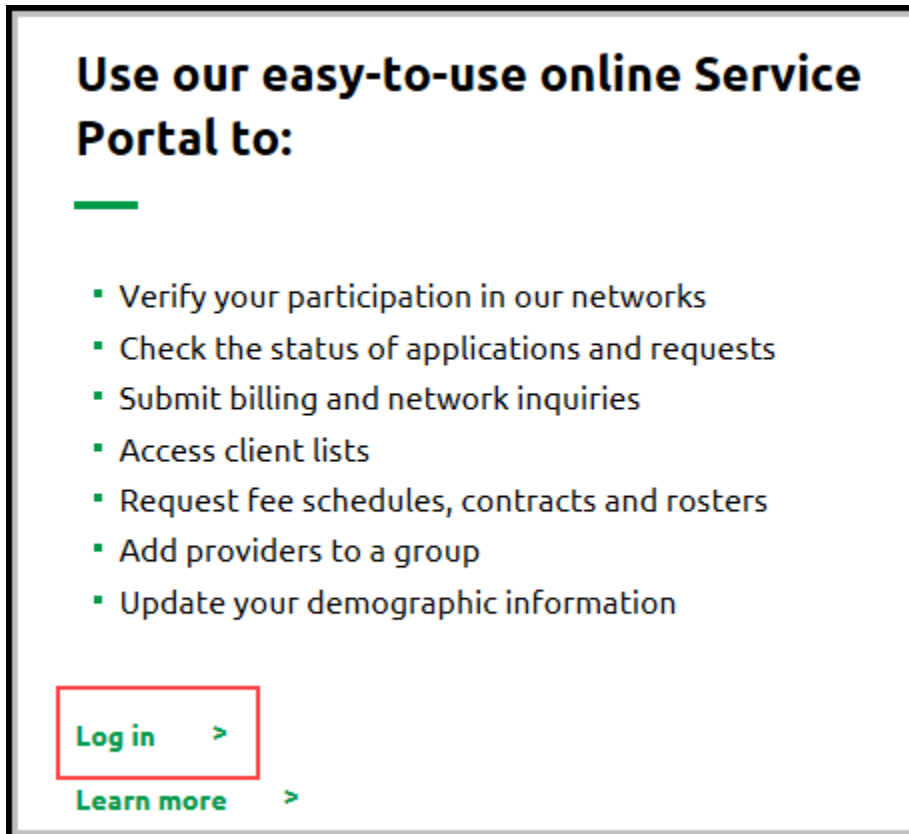 Use our easy-to-use online Service
Portal to:
▪ Verify your participation in our networks
▪ Check the status of applications and requests
▪ Submit billing and network inquiries
▪ Access client lists
▪ Request fee schedules, contracts and rosters
▪ Add providers to a group
▪ Update your demographic information
Log in >
Learn more >